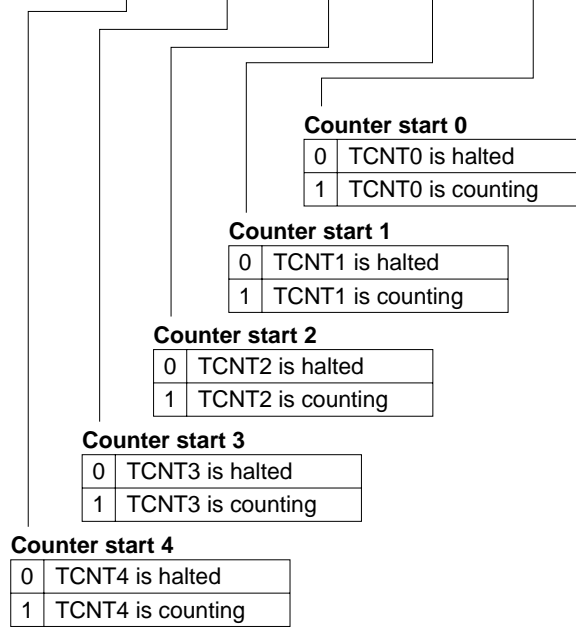 Counter start 0
0 TCNT0 is halted
1 TCNT0 is counting
Counter start 1
0 TCNT1 is halted
1 TCNT1 is counting
Counter start 2
0 TCNT2 is halted
1 TCNT2 is counting
Counter start 3
0 TCNT3 is halted
1 TCNT3 is counting
Counter start 4
0 TCNT4 is halted
1 TCNT4 is counting